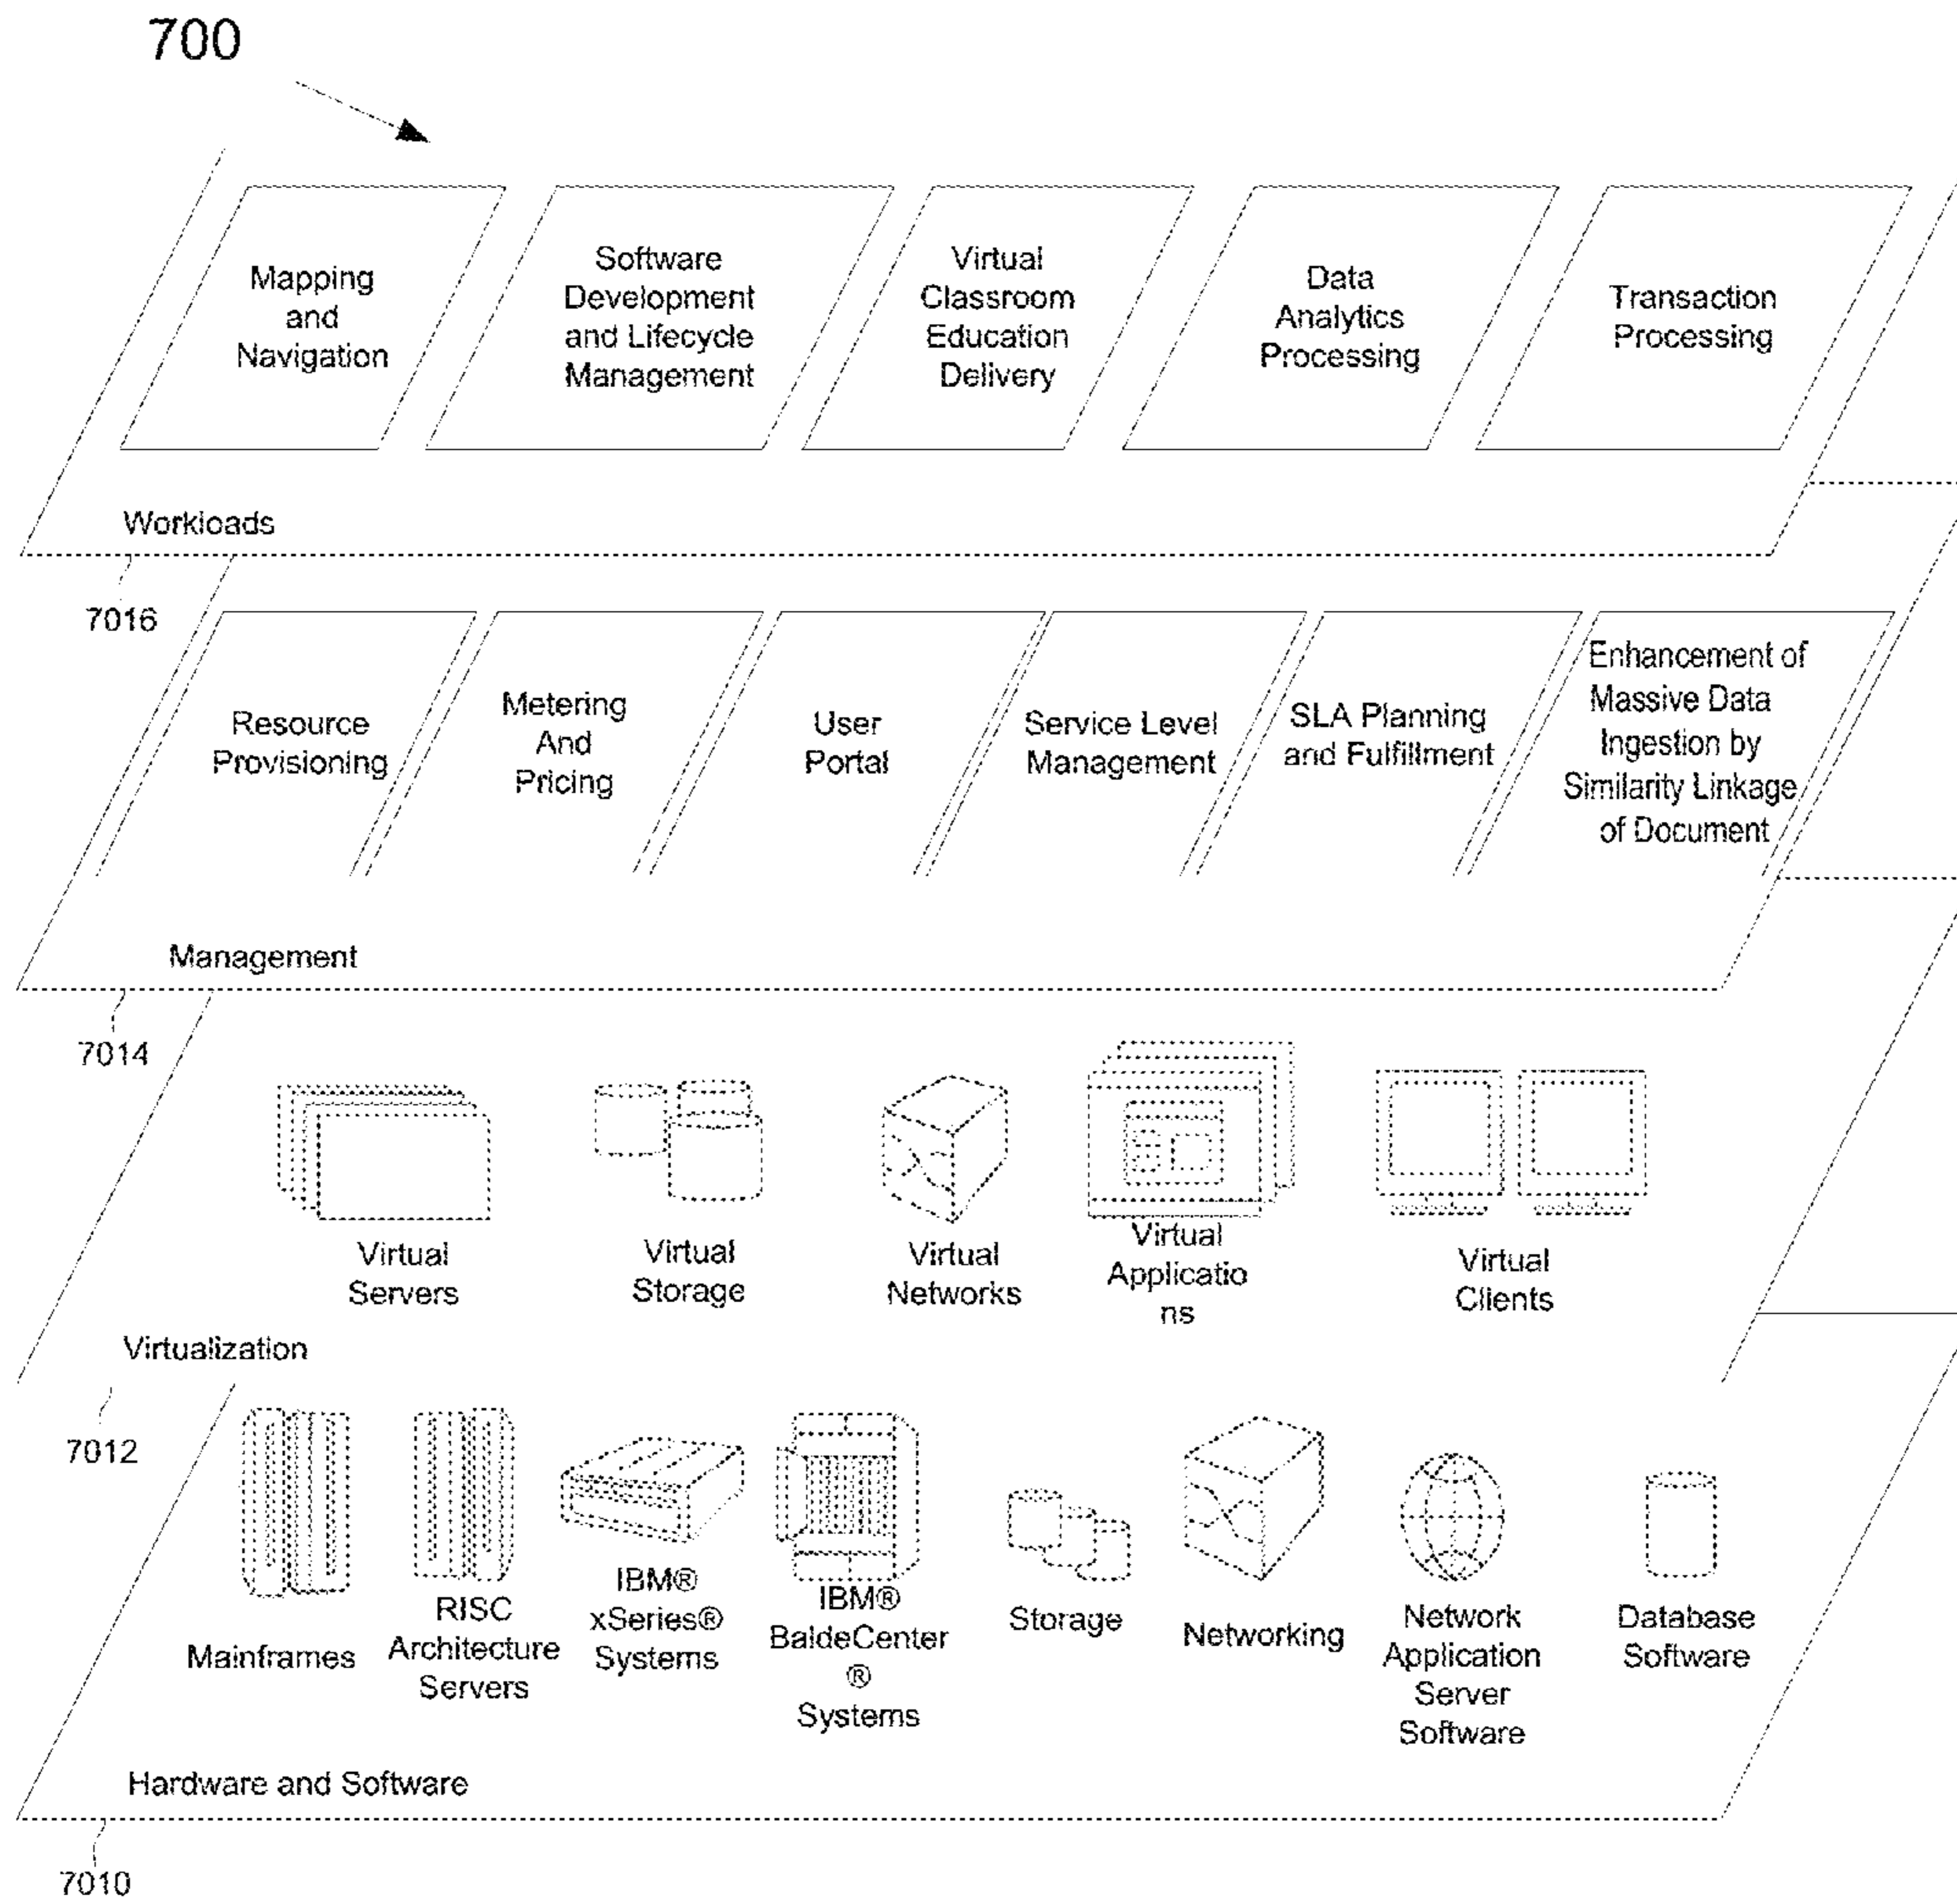 700
Mapping
and
Navigation
Software
Development
and Lifecycle
Management
Virtual
Classroom
Education
Delivery
Data
Analytics
Processing
Transaction
Processing
Workloads
7016
Resource
Provisioning
Metering
And
Pricing
User
Portal
Service Level
Management
SLA Planning
and Fulfillment
Enhancement of
Massive Data
Ingestion by
Similarity Linkage
of Document
Management
7014
Virtual
Servers
Virtual
Storage
Virtual
Networks
Virtual
Applicatio
ns
Virtual
Clients
Virtualization
7012
Mainframes
RISC
Architecture
Servers
IBM®
xSeries®
Systems
IBM®
BaldeCenter
®
Systems
Storage
Networking
Network
Application
Server
Software
Database
Software
Hardware and Software
7010